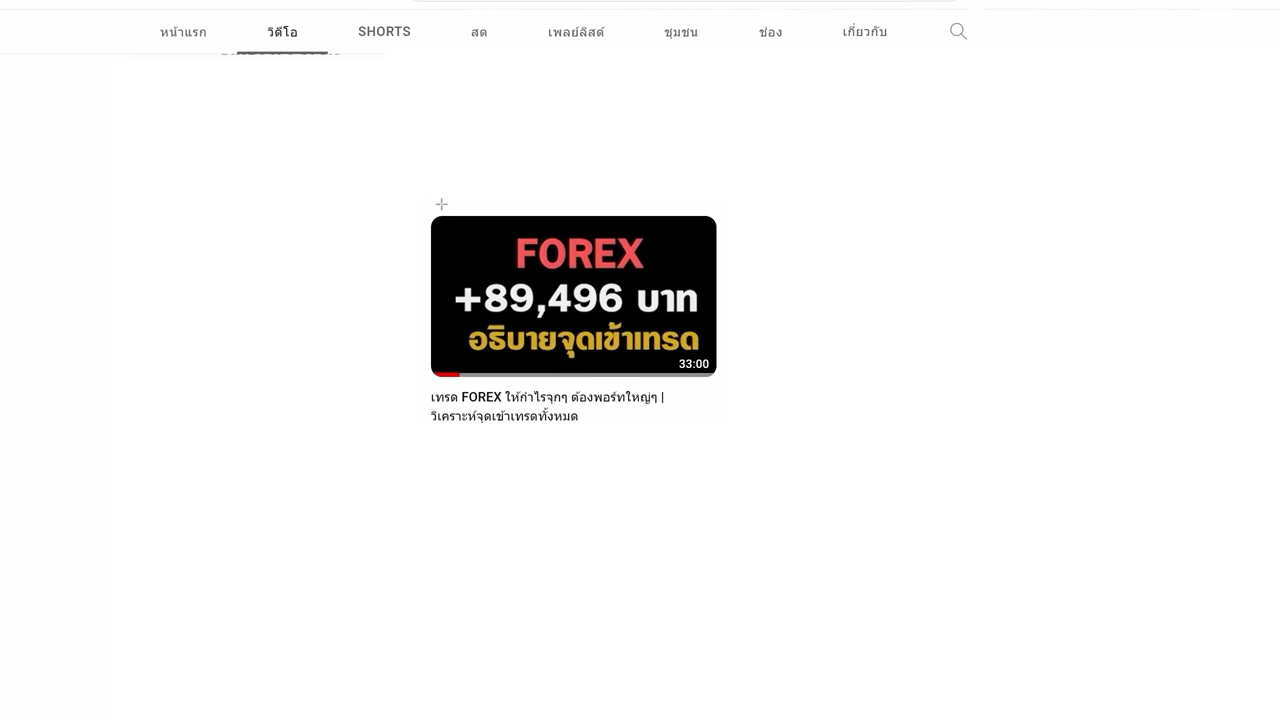 หน้าแรก วิดีโอ SHORTS สด เพลย์ลิสต์ ชุมชน ช่อง เกี่ยวกับ
FOREX
+89,496 บาท
อธิบายจุดเข้าเทรด
33:00
เทรด FOREX ให้กำไรจุกๆ ต้องพอร์ทใหญ่ๆ |
วิเคราะห์จุดเข้าเทรดทั้งหมด